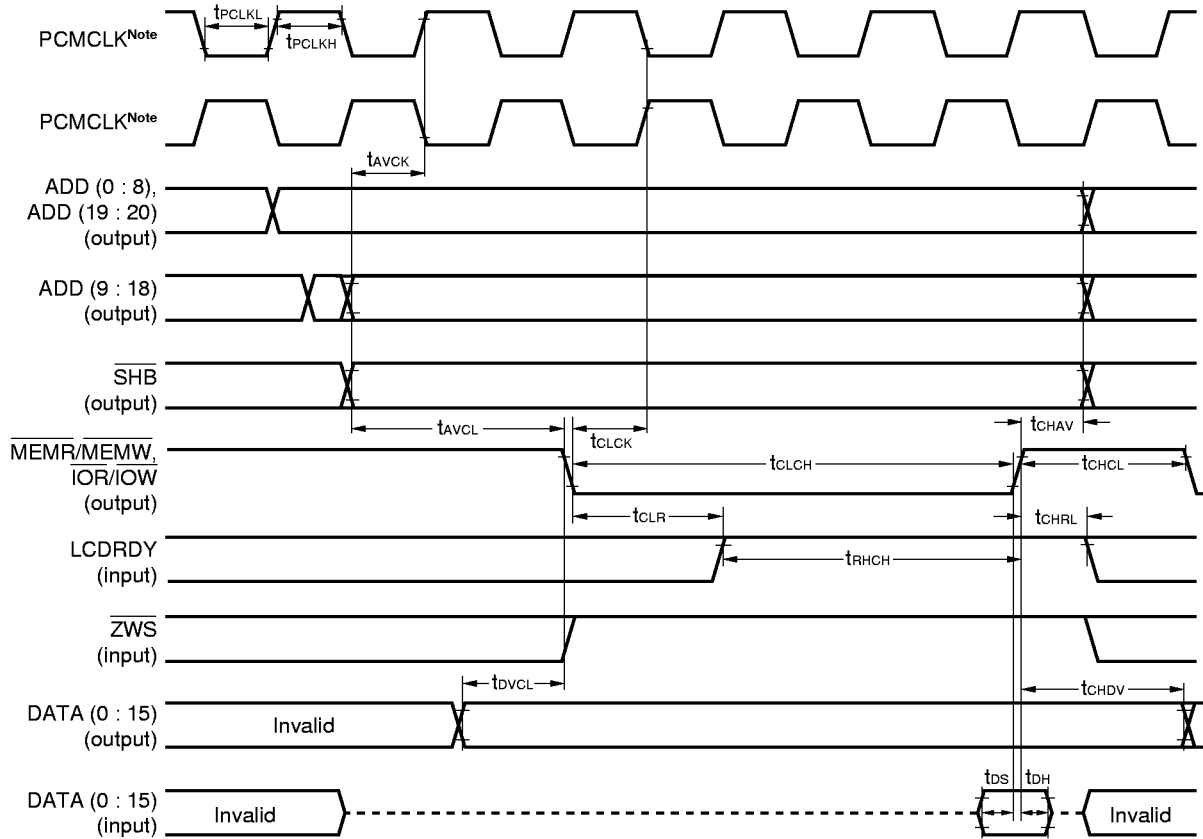 tPCLKL
PCMCLKNote
tPCLKH
PCMCLKNote
tAVCK
ADD (0 : 8),
ADD (19 : 20)
(output)
ADD (9 : 18)
(output)
SHB
(output)
tAVCL
tCLCK
tCHAV
MEMR/MEMW,
IOR/IOW
(output)
tCLCH
tCHCL
tCLR
tCHRL
LCDRDY
(input)
tRHCH
ZWS
(input)
tDVCL
tCHDV
DATA (0 : 15)
(output)
Invalid
tDS
tDH
DATA (0 : 15)
(input)
Invalid
Invalid